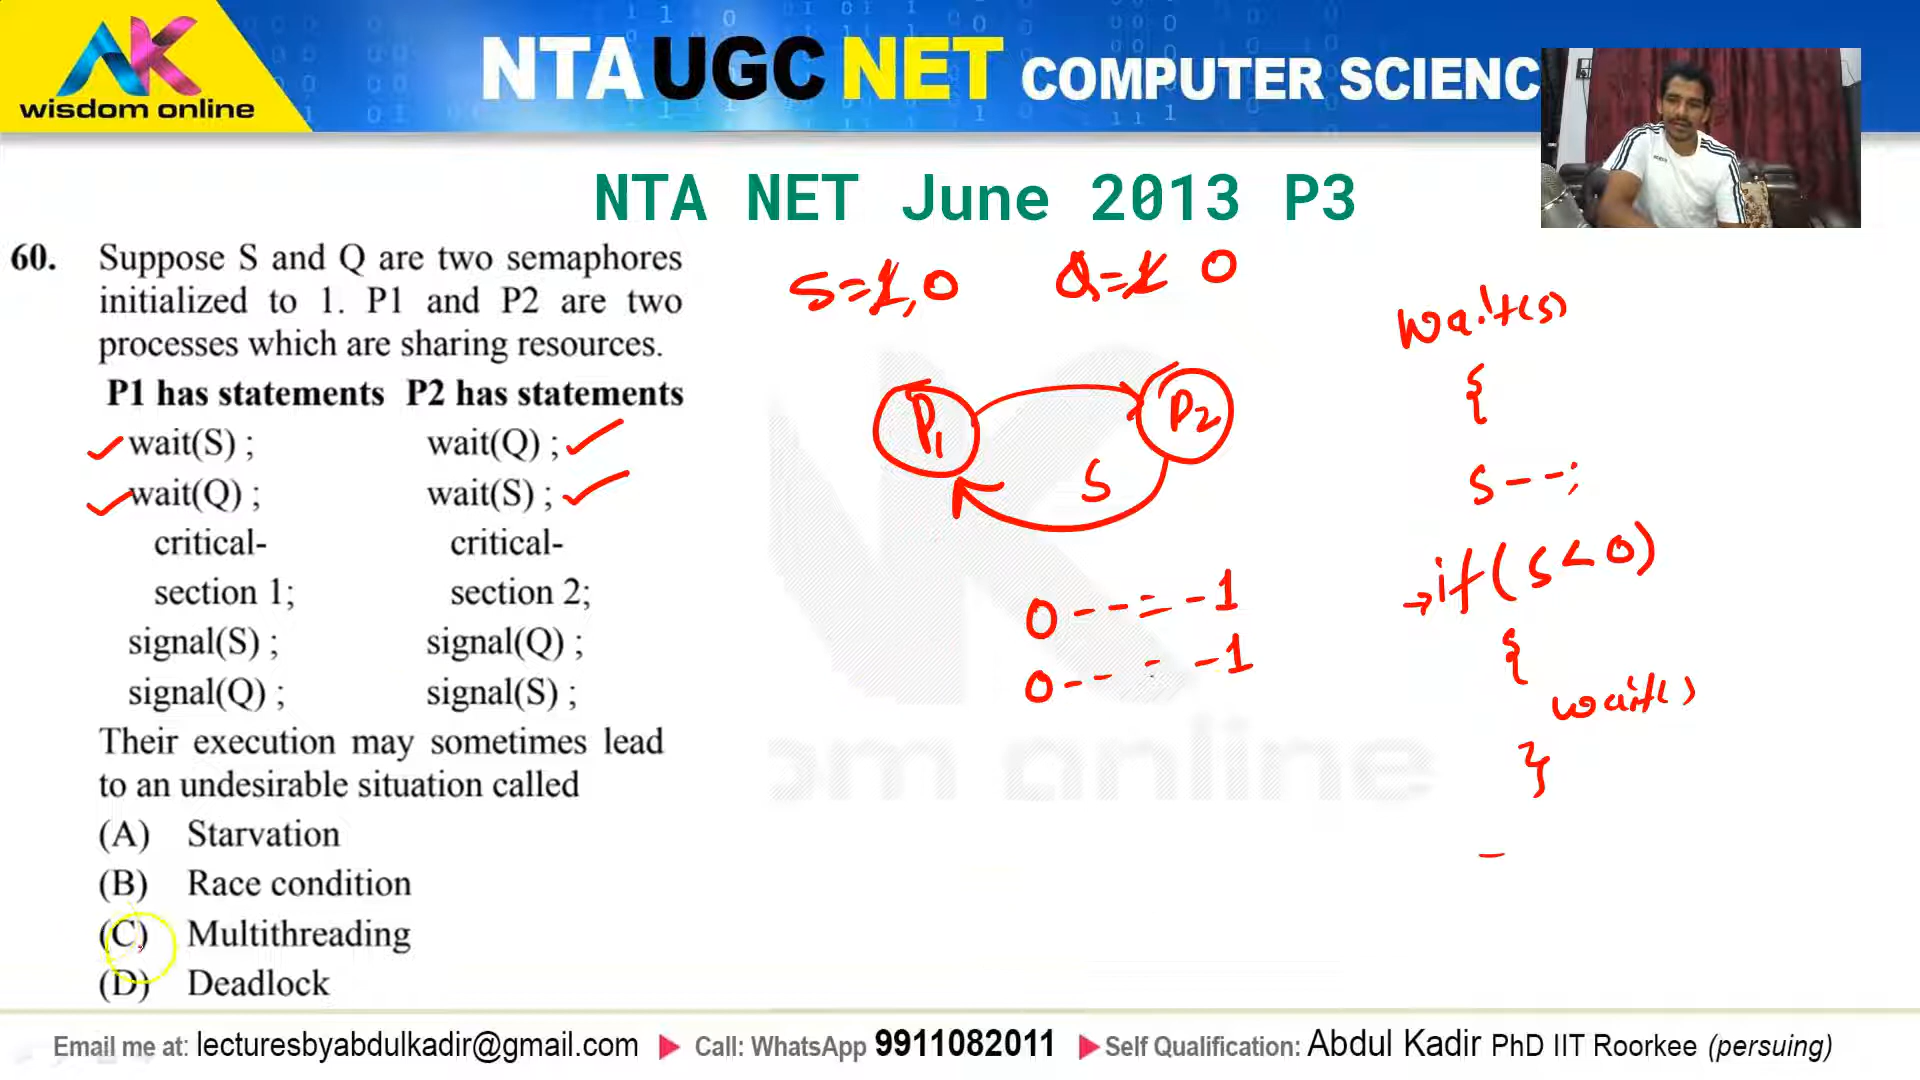 AK
wisdom online
NTA UGC NET COMPUTER SCIENC
NTA NET June 2013 P3
60. Suppose S and Q are two semaphores
initialized to 1. P1 and P2 are two
processes which are sharing resources.
P1 has statements P2 has statements
wait(S) ; wait(Q) ;
wait(Q) ; wait(S) ;
critical- critical-
section 1; section 2;
signal(S) ; signal(Q) ;
signal(Q) ; signal(S) ;
Their execution may sometimes lead
to an undesirable situation called
(A) Starvation
(B) Race condition
(C) Multithreading
(D) Deadlock
S=1,0 Q=1 0
P1 P2
S
0--=-1
0--=-1
wait(s)
{
s--;
if(s<0)
{
wait()
}
om online
Email me at: lecturesbyabdulkadir@gmail.com Call: WhatsApp 9911082011 Self Qualification: Abdul Kadir PhD IIT Roorkee (persuing)